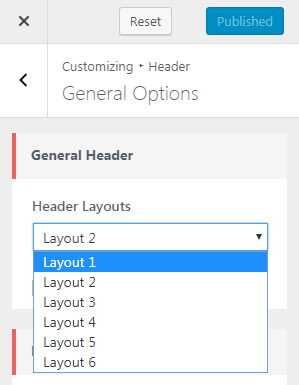 Reset
Published
Customizing ▸ Header
General Options
General Header
Header Layouts
Layout 2
Layout 1
Layout 2
Layout 3
Layout 4
Layout 5
Layout 6